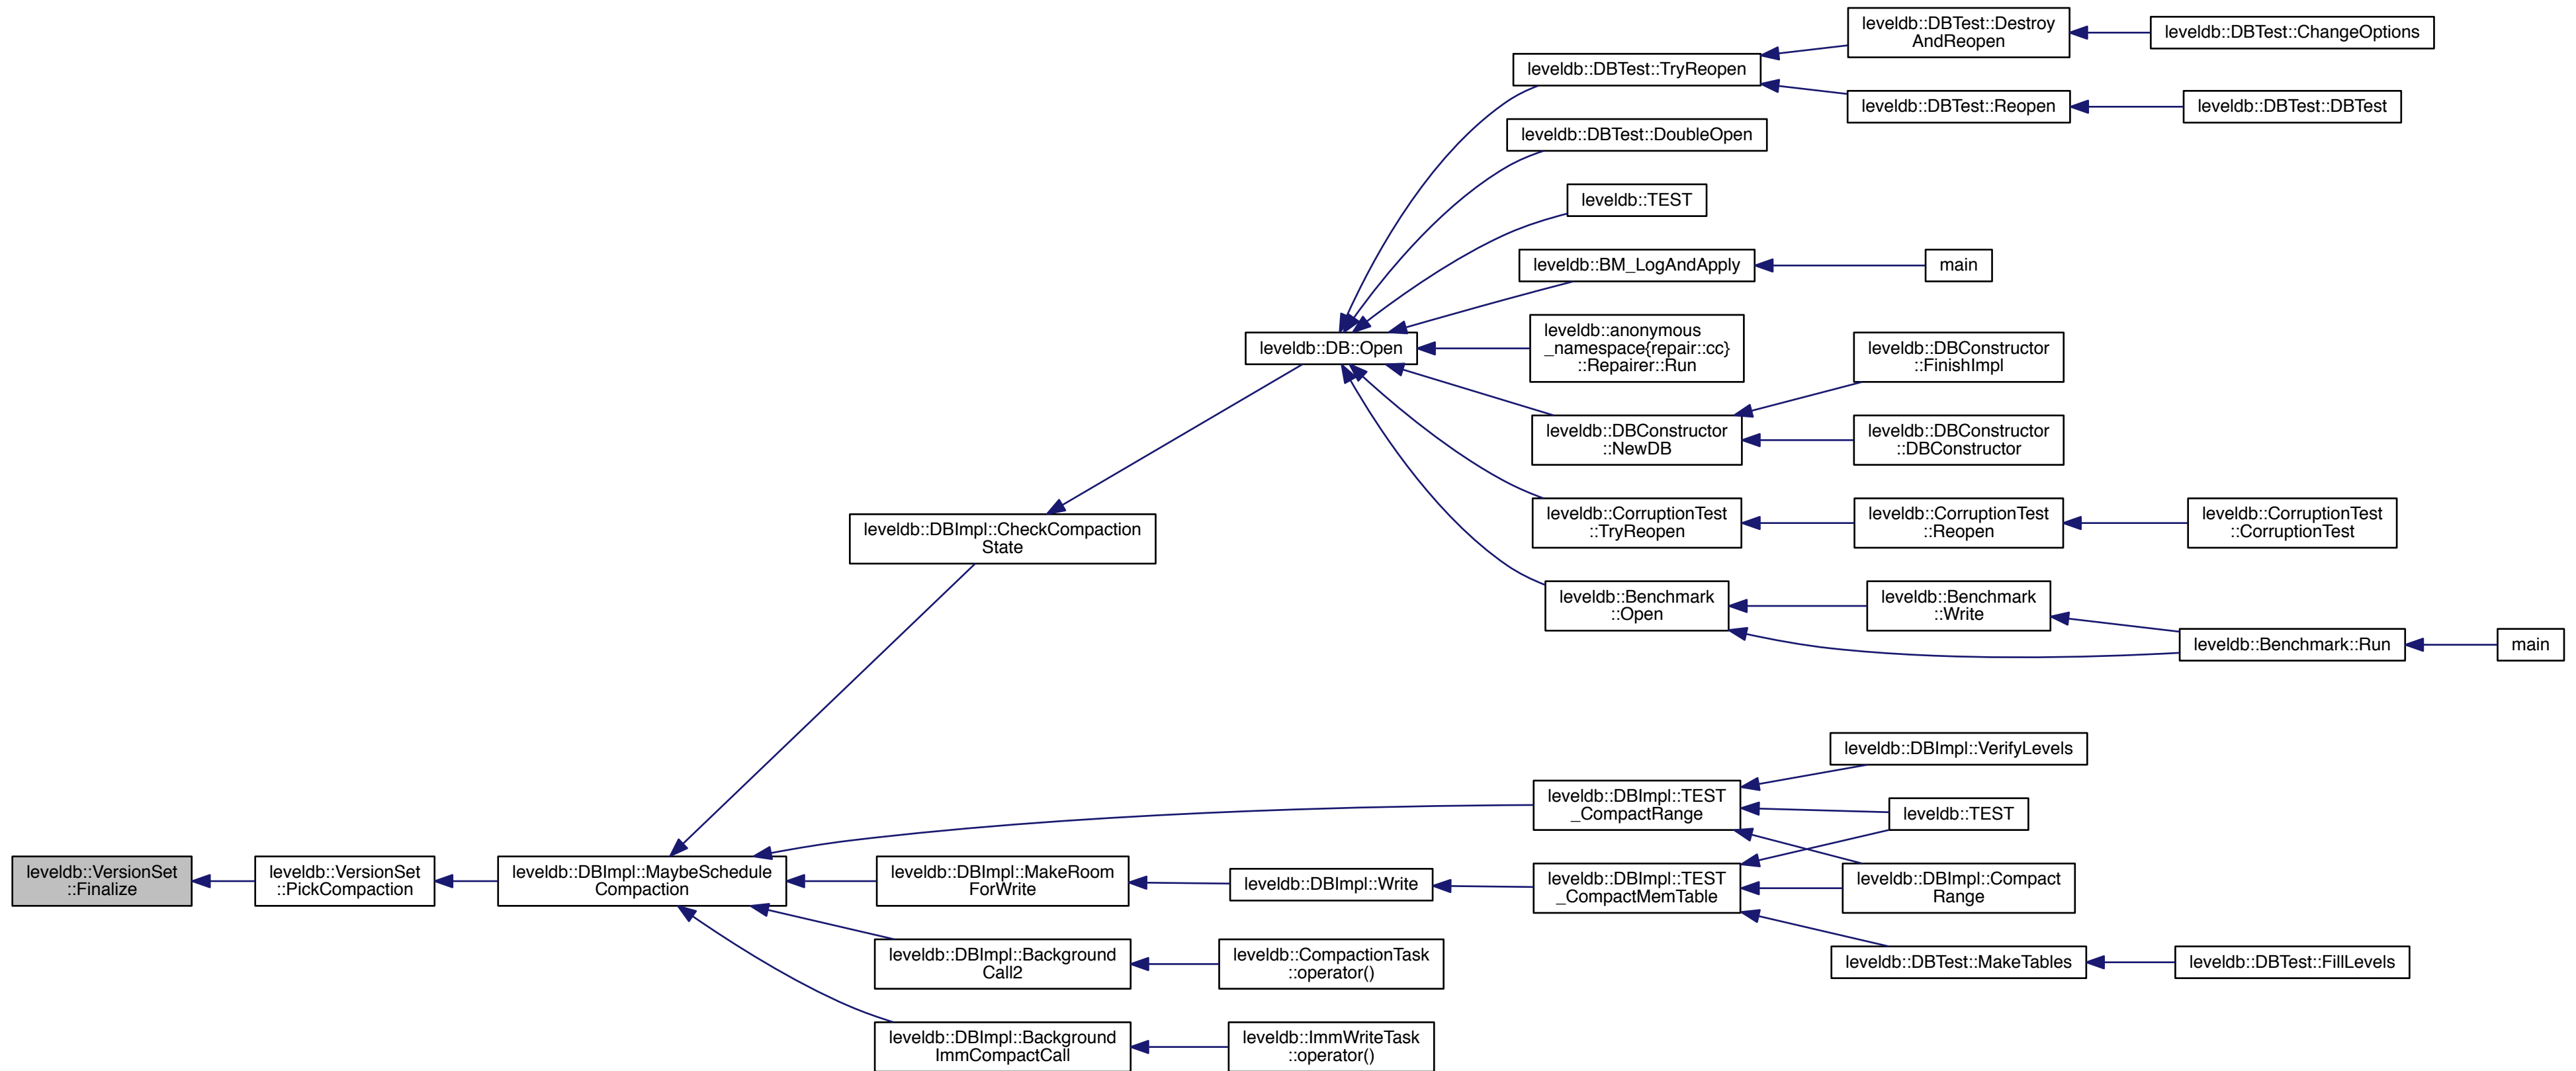 leveldb::DBTest::Destroy
AndReopen
leveldb::DBTest::ChangeOptions
leveldb::DBTest::TryReopen
leveldb::DBTest::Reopen
leveldb::DBTest::DBTest
leveldb::DBTest::DoubleOpen
leveldb::TEST
leveldb::BM_LogAndApply
main
leveldb::DB::Open
leveldb::anonymous
_namespace{repair::cc}
::Repairer::Run
leveldb::DBConstructor
::FinishImpl
leveldb::DBConstructor
::NewDB
leveldb::DBConstructor
::DBConstructor
leveldb::DBImpl::CheckCompaction
State
leveldb::CorruptionTest
::TryReopen
leveldb::CorruptionTest
::Reopen
leveldb::CorruptionTest
::CorruptionTest
leveldb::Benchmark
::Open
leveldb::Benchmark
::Write
leveldb::Benchmark::Run
main
leveldb::DBImpl::VerifyLevels
leveldb::DBImpl::TEST
_CompactRange
leveldb::TEST
leveldb::VersionSet
::Finalize
leveldb::VersionSet
::PickCompaction
leveldb::DBImpl::MaybeSchedule
Compaction
leveldb::DBImpl::MakeRoom
ForWrite
leveldb::DBImpl::Write
leveldb::DBImpl::TEST
_CompactMemTable
leveldb::DBImpl::Compact
Range
leveldb::DBImpl::Background
Call2
leveldb::CompactionTask
::operator()
leveldb::DBTest::MakeTables
leveldb::DBTest::FillLevels
leveldb::DBImpl::Background
ImmCompactCall
leveldb::ImmWriteTask
::operator()